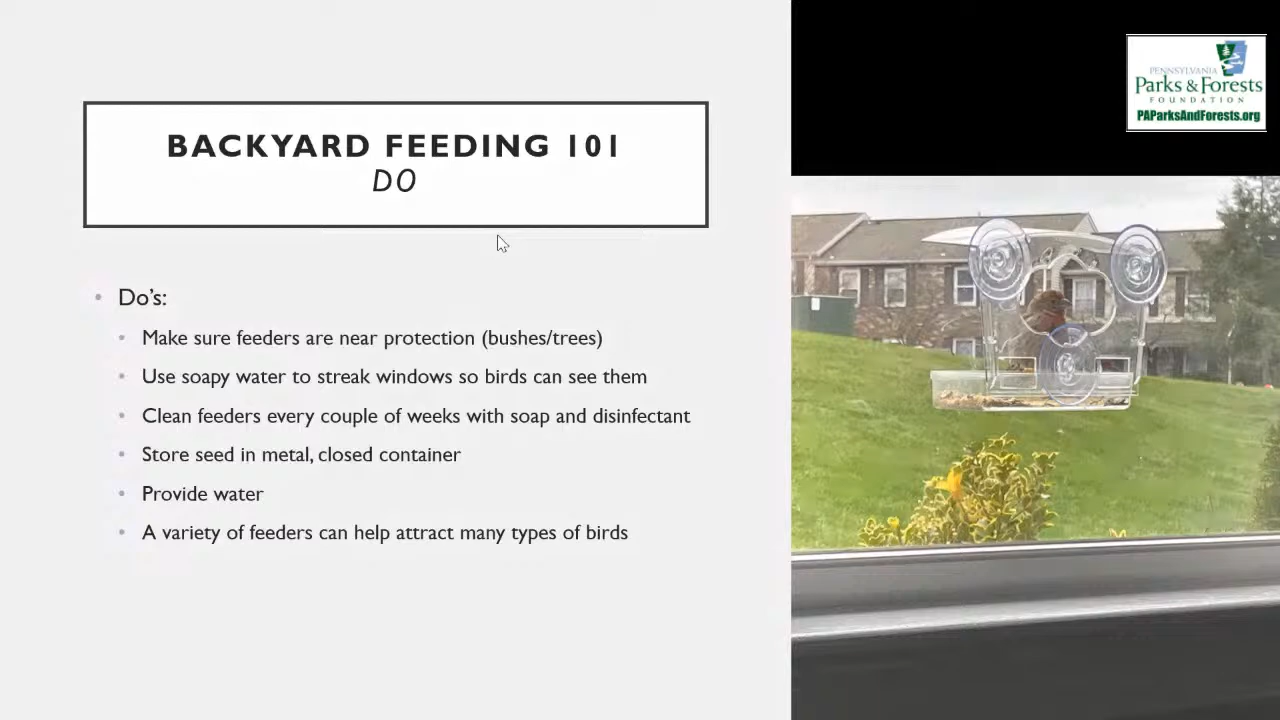 BACKYARD FEEDING 101
DO
• Do's:
• Make sure feeders are near protection (bushes/trees)
• Use soapy water to streak windows so birds can see them
• Clean feeders every couple of weeks with soap and disinfectant
• Store seed in metal, closed container
• Provide water
• A variety of feeders can help attract many types of birds
PENNSYLVANIA
Parks & Forests
FOUNDATION
PAParksAndForests.org